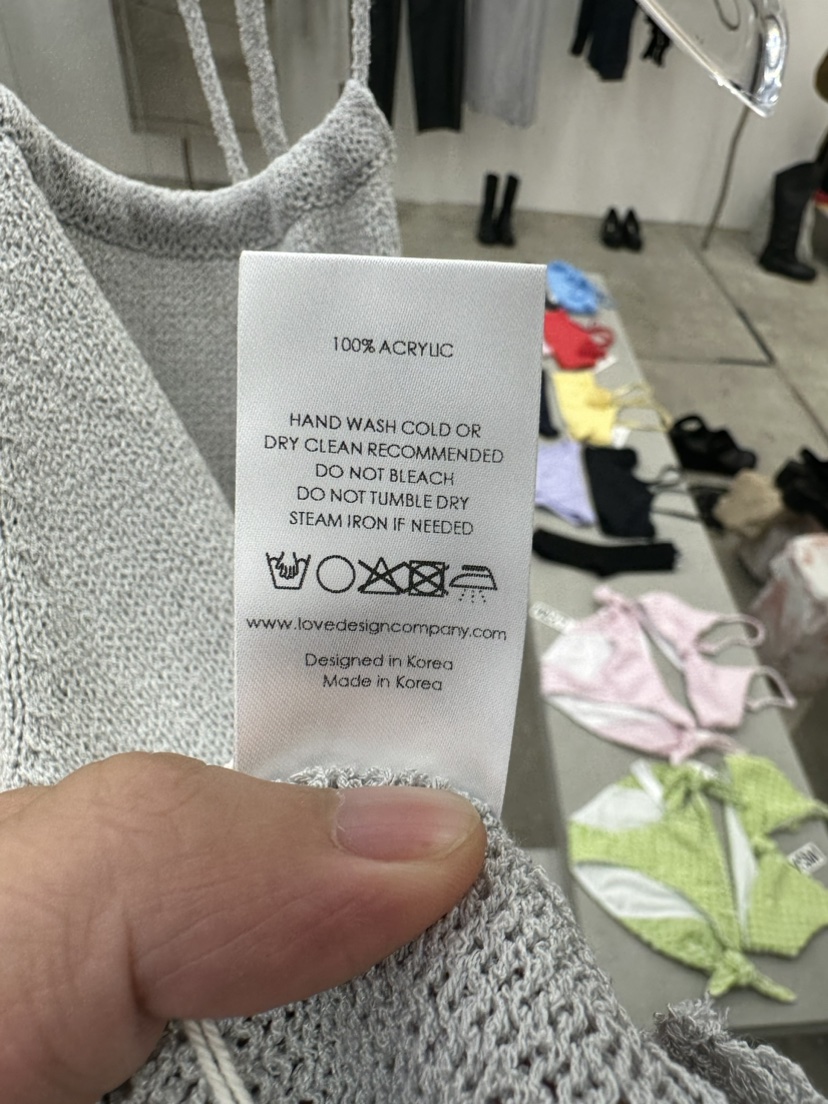 100% ACRYLIC
HAND WASH COLD OR
DRY CLEAN RECOMMENDED
DO NOT BLEACH
DO NOT TUMBLE DRY
STEAM IRON IF NEEDED
www.lovedesigncompany.com
Designed in Korea
Made in Korea